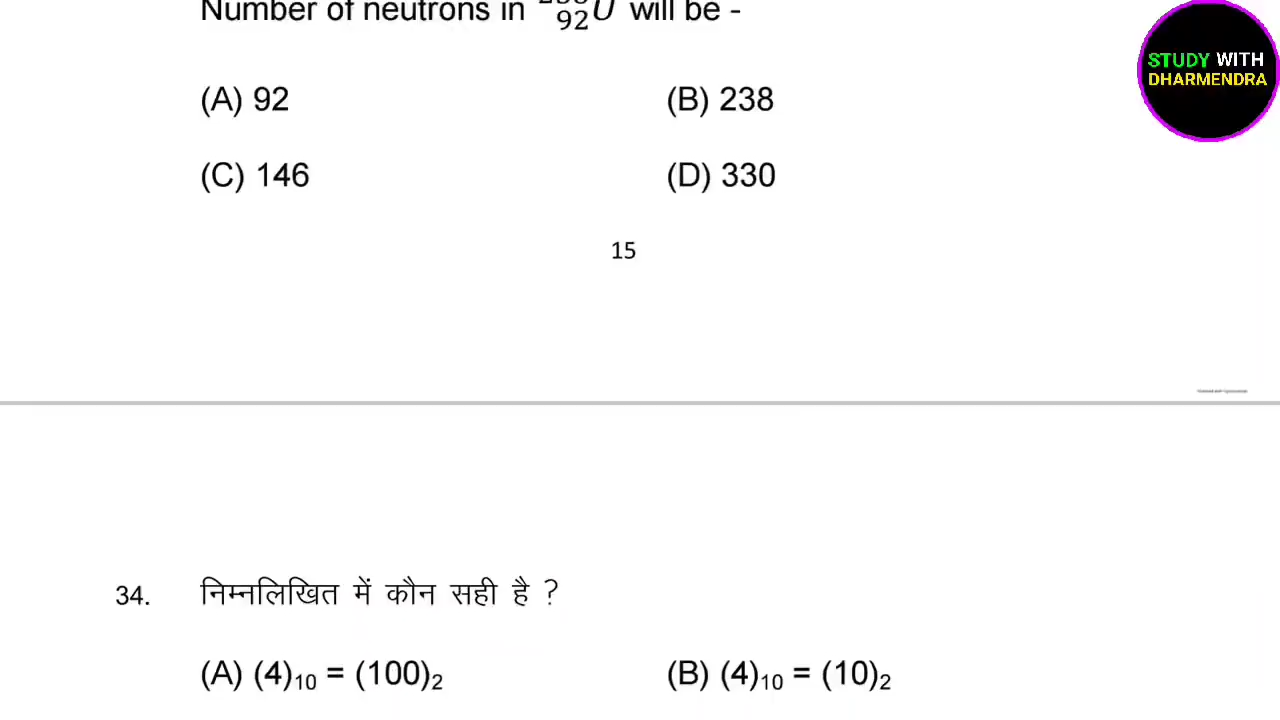 Number of neutrons in 92U will be -
STUDY WITH
DHARMENDRA
(A) 92 (B) 238
(C) 146 (D) 330
15
34. निम्नलिखित में कौन सही है ?
(A) (4)₁₀ = (100)₂ (B) (4)₁₀ = (10)₂